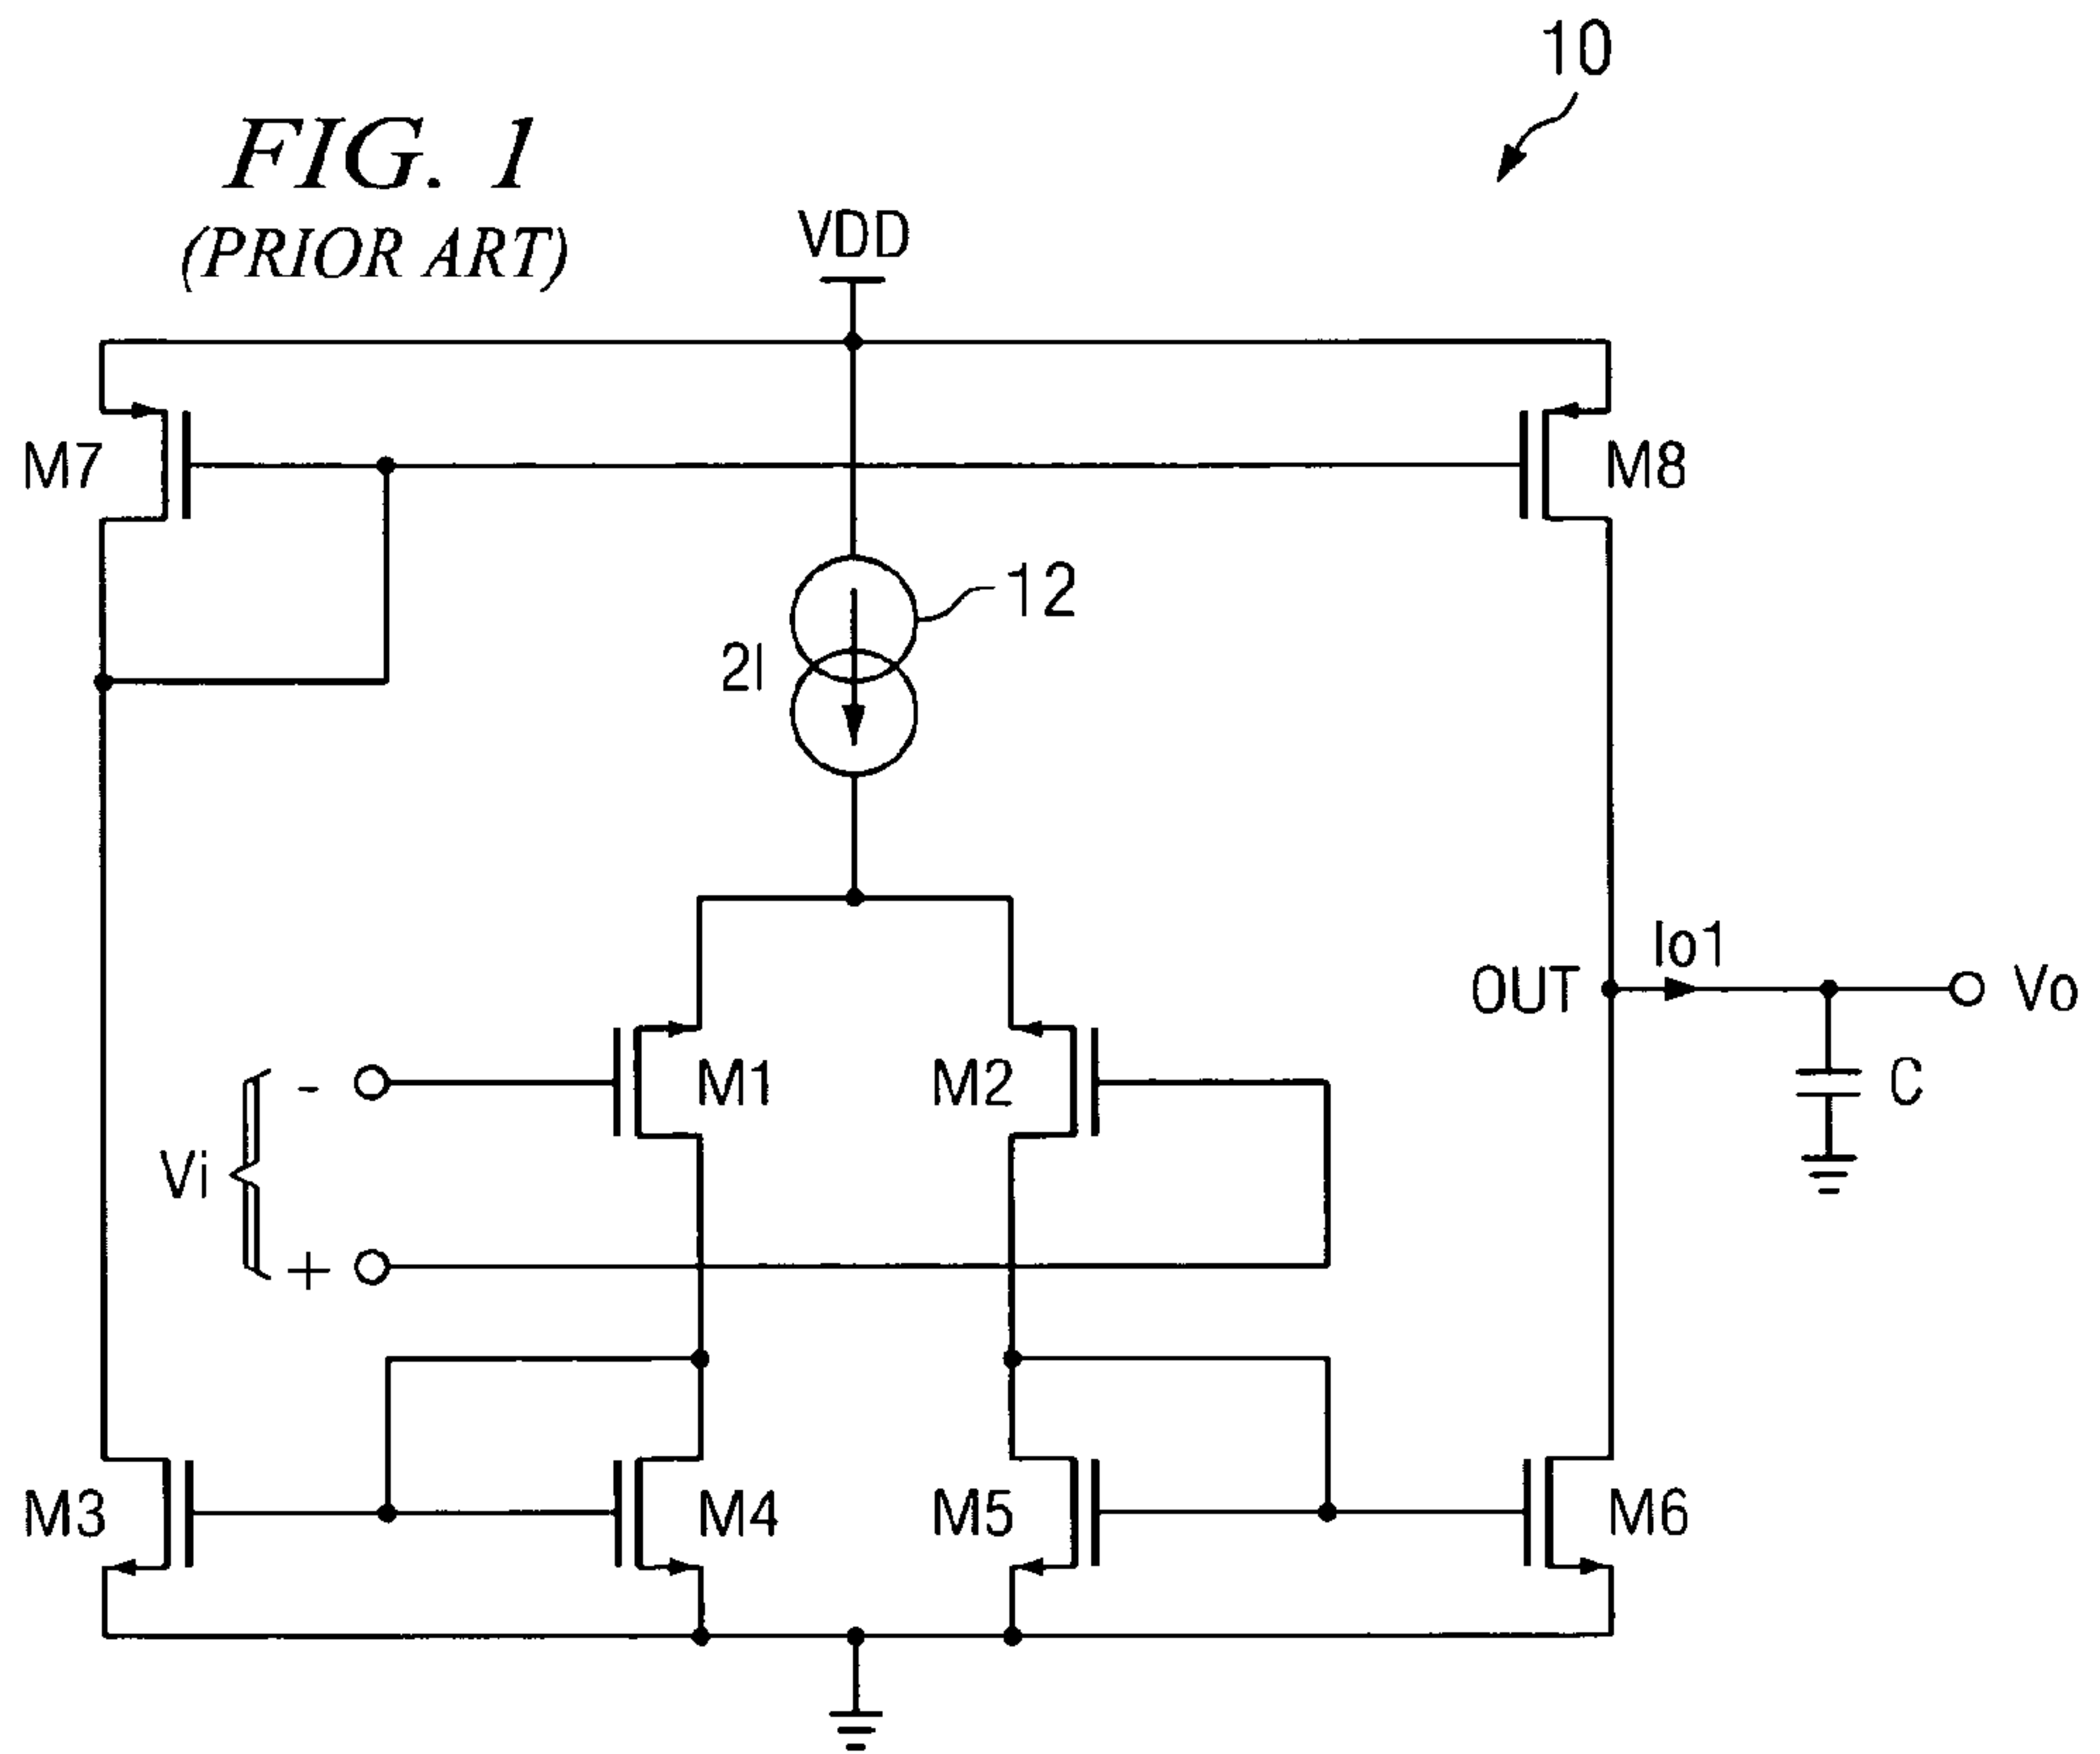 10
FIG. 1
(PRIOR ART)
VDD
M7
M8
12
2I
Io1
OUT
Vo
M1
M2
C
-
Vi
+
M3
M4
M5
M6